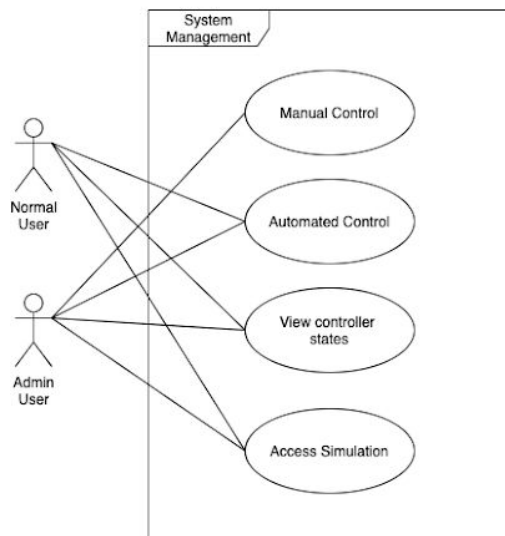 System
Management
Manual Control
Normal
User
Automated Control
View controller
states
Admin
User
Access Simulation